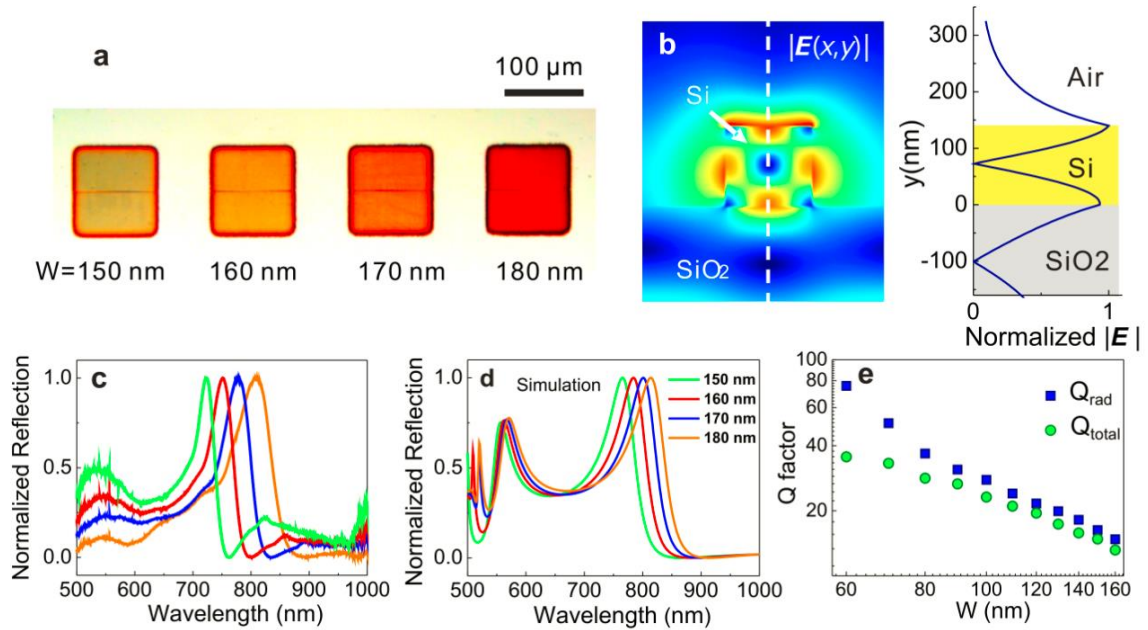 a
100 μm
W=150 nm 160 nm 170 nm 180 nm
b
|E(x,y)|
Si
SiO2
300
200
100
0
-100
y(nm)
Air
Si
SiO2
0 1
Normalized |E|
c
Normalized Reflection
1.0
0.5
0.0
500 600 700 800 900 1000
Wavelength (nm)
d
Simulation
150 nm
160 nm
170 nm
180 nm
Normalized Reflection
1.0
0.5
0.0
500 600 700 800 900 1000
Wavelength (nm)
e
Q factor
100
80
60
40
20
Qrad
Qtotal
60 80 100 120 140 160
W (nm)